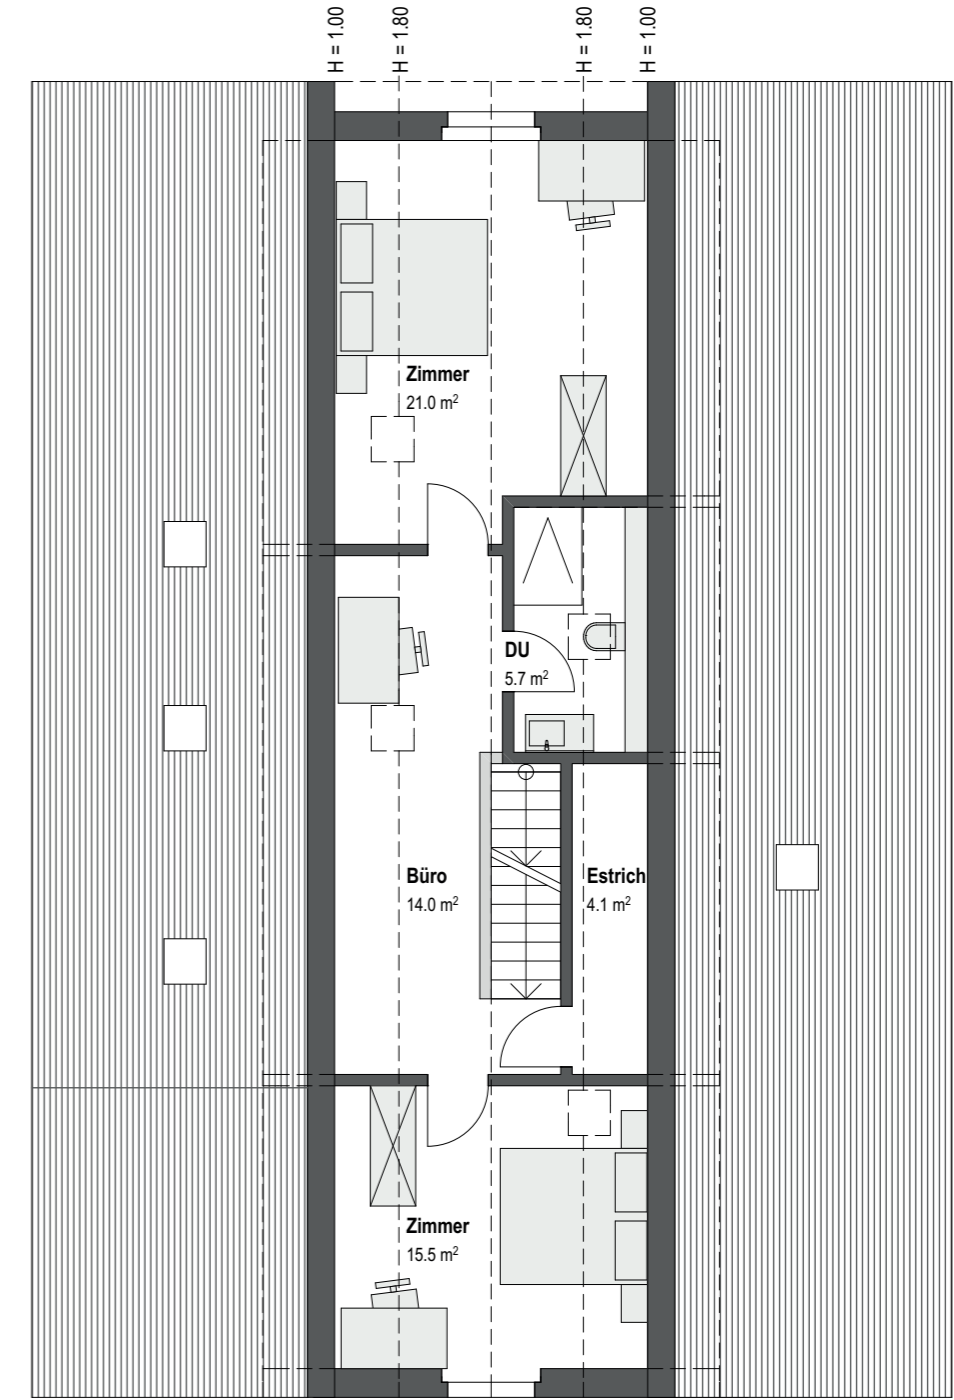 H = 1.00
H = 1.80
H = 1.80
H = 1.00
Zimmer
21.0 m²
DU
5.7 m²
Büro
14.0 m²
Estrich
4.1 m²
Zimmer
15.5 m²